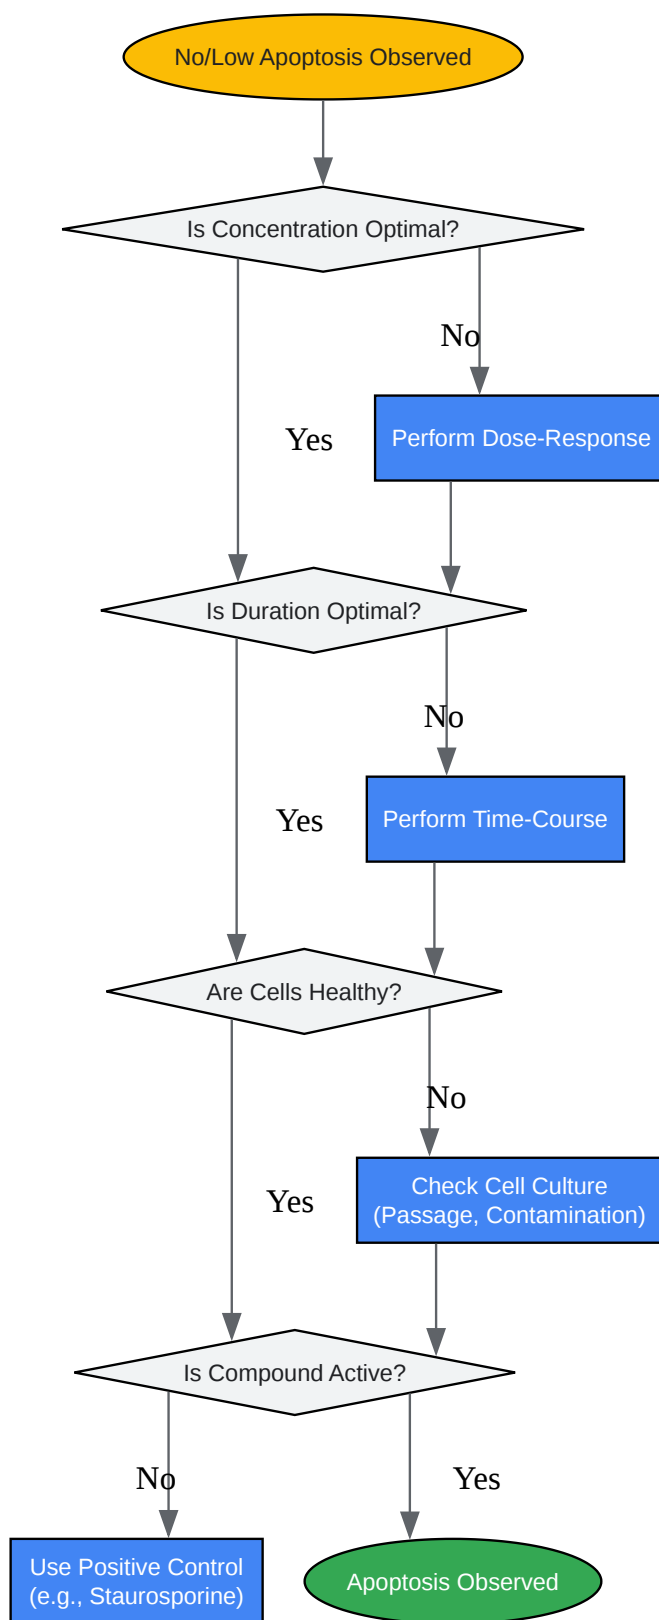 No/Low Apoptosis Observed
Is Concentration Optimal?
No
Yes
Perform Dose-Response
Is Duration Optimal?
No
Yes
Perform Time-Course
Are Cells Healthy?
No
Check Cell Culture
(Passage, Contamination)
Yes
Is Compound Active?
No
Yes
Use Positive Control
(e.g., Staurosporine)
Apoptosis Observed